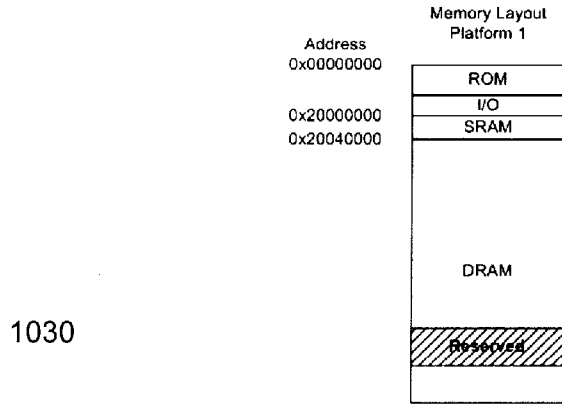 Memory Layout
Platform 1
Address
0x00000000
ROM
I/O
0x20000000
SRAM
0x20040000
DRAM
1030
Reserved